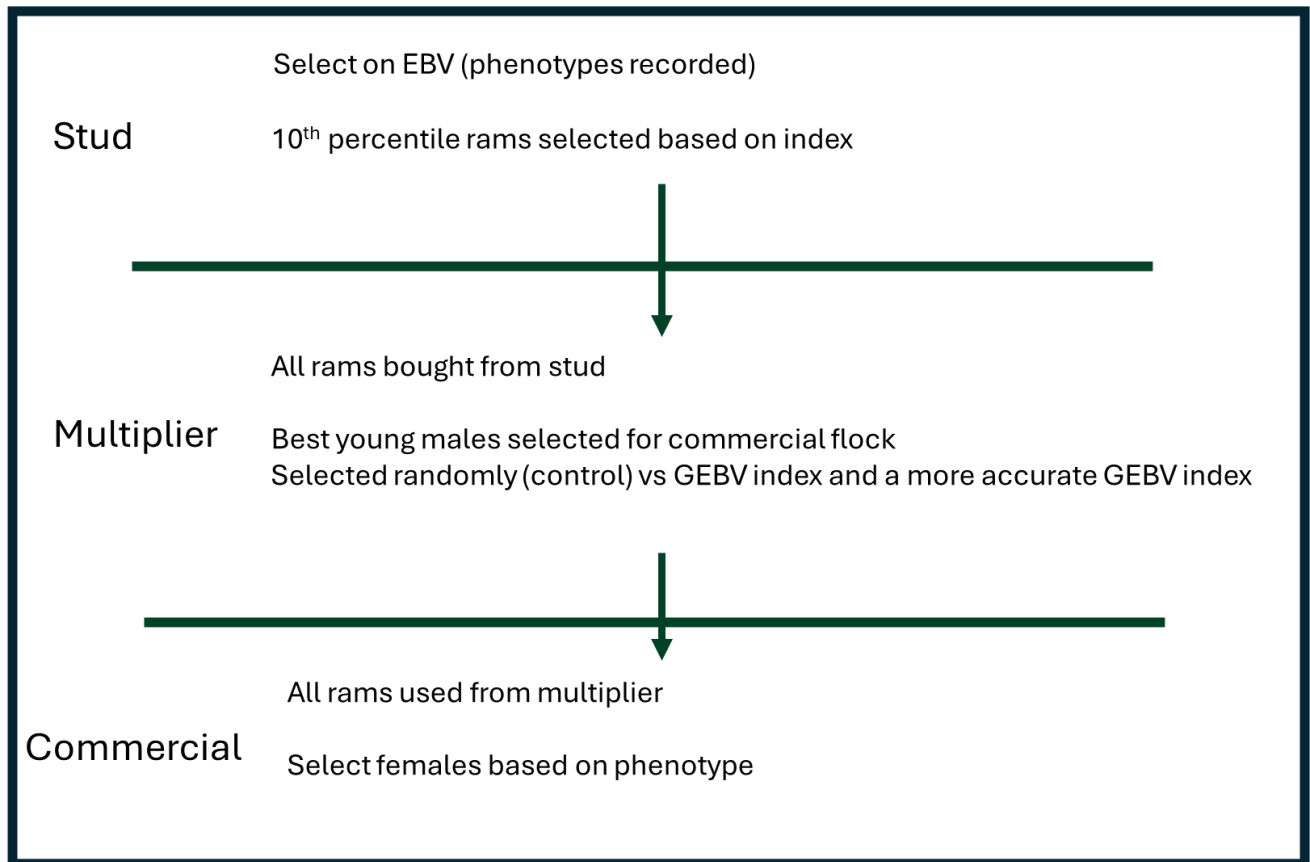 Select on EBV (phenotypes recorded)
Stud
10th percentile rams selected based on index
All rams bought from stud
Multiplier
Best young males selected for commercial flock
Selected randomly (control) vs GEBV index and a more accurate GEBV index
All rams used from multiplier
Commercial
Select females based on phenotype